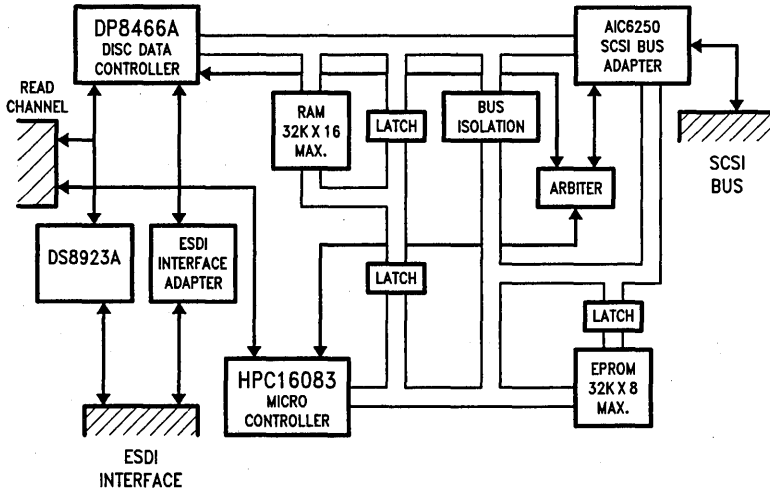 DP8466A
DISC DATA
CONTROLLER
AIC6250
SCSI BUS
ADAPTER
READ
CHANNEL
RAM
32K X 16
MAX.
LATCH
BUS
ISOLATION
ARBITER
SCSI
BUS
DS8923A
ESDI
INTERFACE
ADAPTER
LATCH
LATCH
HPC16083
MICRO
CONTROLLER
EPROM
32K X 8
MAX.
ESDI
INTERFACE